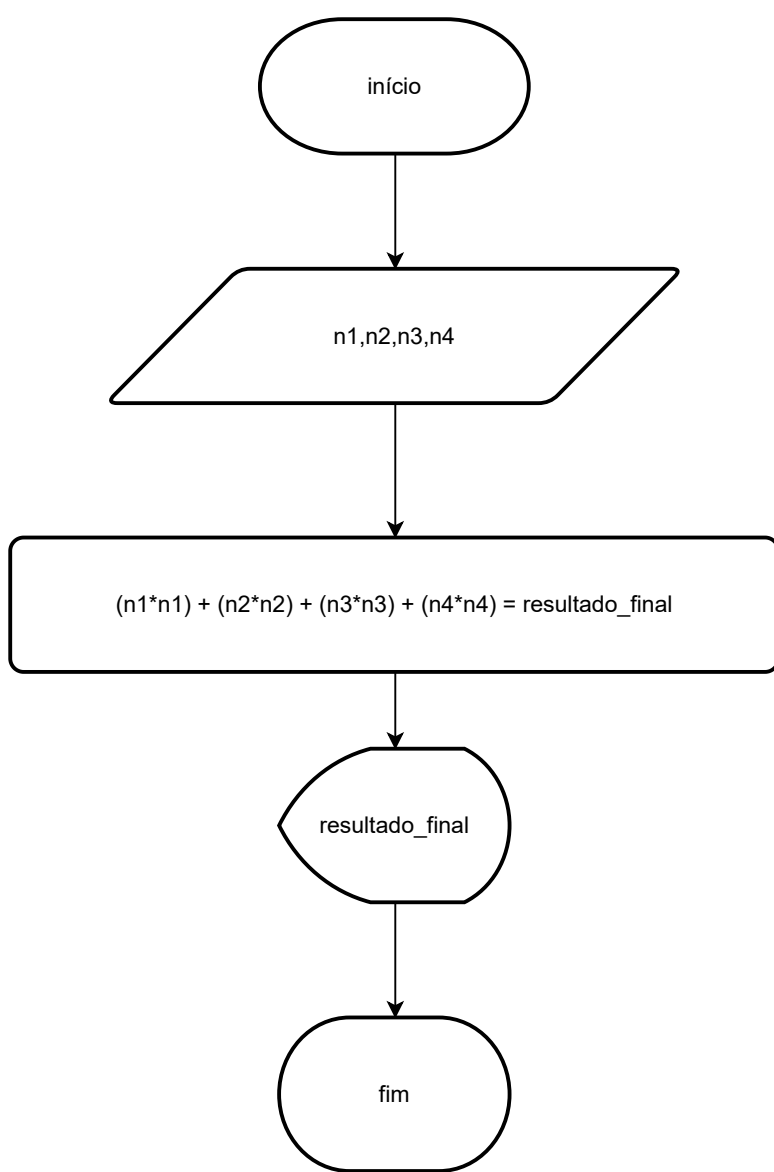 início
n1,n2,n3,n4
(n1*n1) + (n2*n2) + (n3*n3) + (n4*n4) = resultado_final
resultado_final
fim